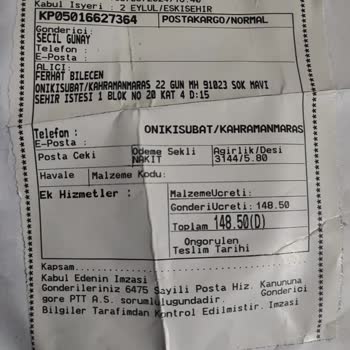 Kabul Isyeri : 2 EYLUL/ESKISEHIR
KP05016627364 POSTAKARGO/NORMAL
Gonderici:
SECIL GUNAY
Telefon :
E-Posta :
ALICI:
FERHAT BILECEN
ONIKISUBAT/KAHRAMANMARAS 22 GUN MH 91023 SOK MAVI
SEHIR ISTESI 1 BLOK NO 20 KAT 4 D:15
ONIKISUBAT/KAHRAMANMARAS
Telefon :
E-Posta :
Posta Ceki
Odeme Sekli
NAKIT
Agirlik/Desi
3144/5.80
Havale Malzeme Kodu:
Ek Hizmetler :
MalzemeUcreti:
GonderiUcreti: 148.50
Toplam 148.50(D)
Ongorulen
Teslim Tarihi
Kapsam
Kabul Edenin Imzasi
Gonderileriniz 6475 Sayili Posta Hiz. Kanununa
gore PTT A.S. sorumlulugundadir. Gonderici
Bilgiler Tarafimdan Kontrol Edilmistir. Imzasi